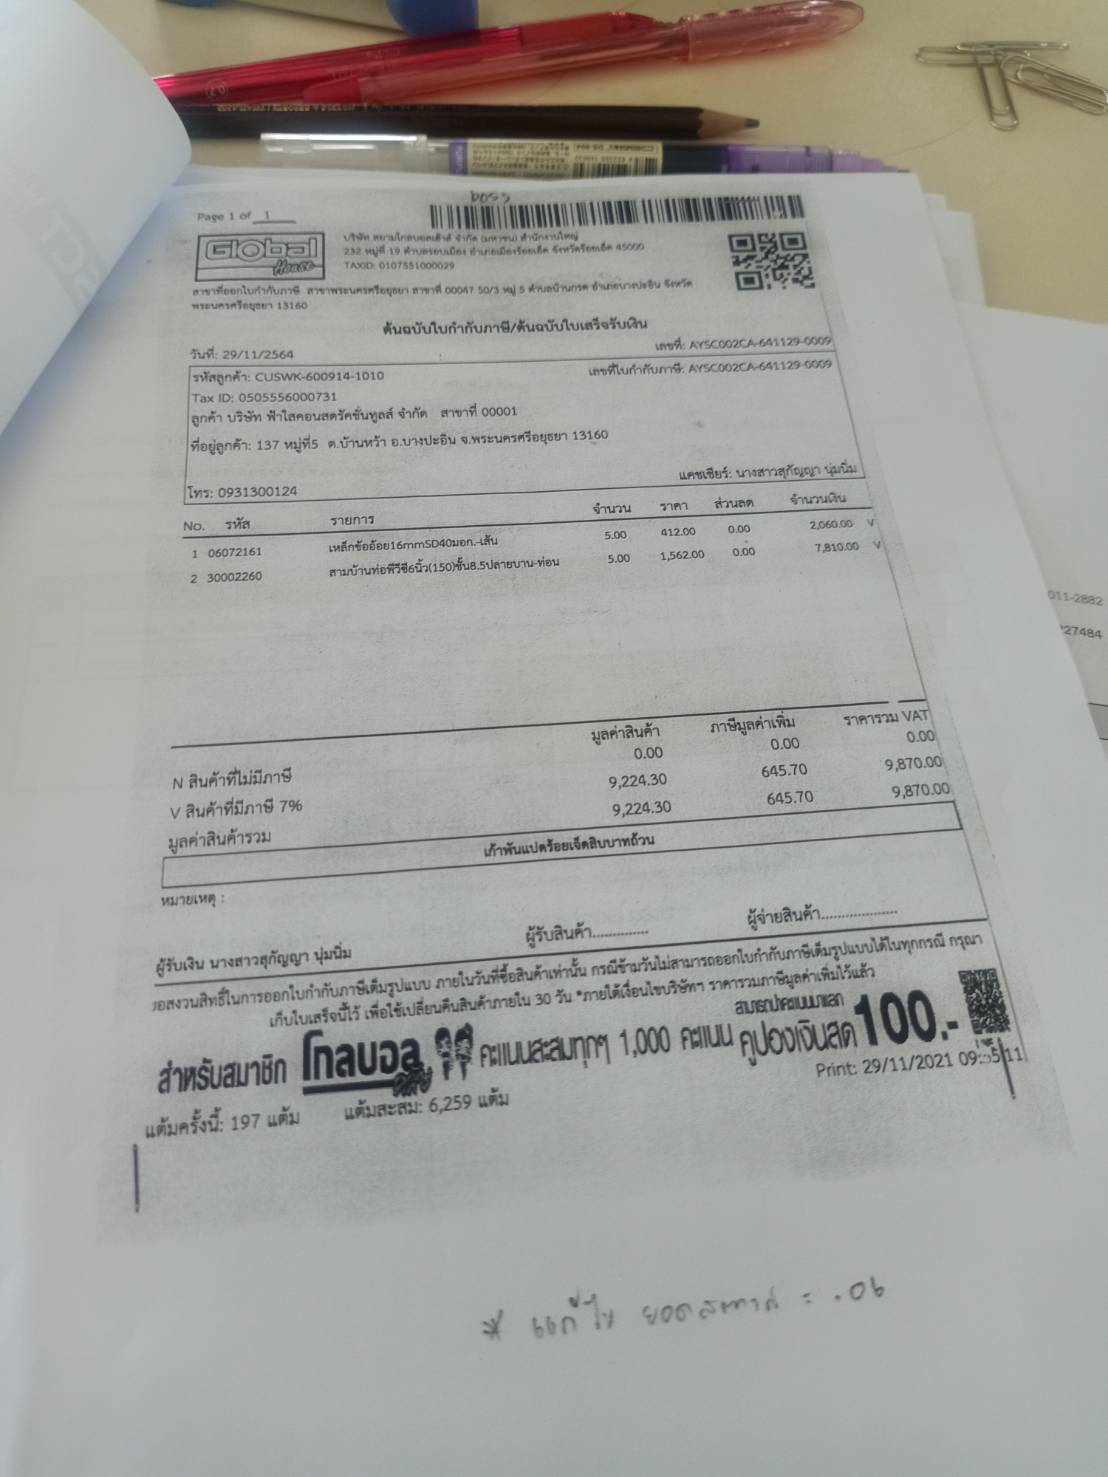 boss
Page 1 of 1
Global
House
บริษัท สยามโกลบอลเฮ้าส์ จำกัด (มหาชน) สำนักงานใหญ่
232 หมู่ที่ 19 ตำบลรอบเมือง อำเภอเมืองร้อยเอ็ด จังหวัดร้อยเอ็ด 45000
TAXID: 0107551000029
สาขาที่ออกใบกำกับภาษี สาขาพระนครศรีอยุธยา สาขาที่ 00047 50/3 หมู่ 5 ตำบลบ้านกรด อำเภอบางปะอิน จังหวัด
พระนครศรีอยุธยา 13160
ต้นฉบับใบกำกับภาษี/ต้นฉบับใบเสร็จรับเงิน
วันที่: 29/11/2564 เลขที่: AYSC002CA-641129-0009
รหัสลูกค้า: CUSWK-600914-1010 เลขที่ใบกำกับภาษี: AYSC002CA-641129-0009
Tax ID: 0505556000731
ลูกค้า บริษัท ฟ้าใสคอนสตรัคชั่นทูลส์ จำกัด สาขาที่ 00001
ที่อยู่ลูกค้า: 137 หมู่ที่5 ต.บ้านหว้า อ.บางปะอิน จ.พระนครศรีอยุธยา 13160
โทร: 0931300124 แคชเชียร์: นางสาวสุกัญญา นุ่มนิ่ม
No. รหัส รายการ จำนวน ราคา ส่วนลด จำนวนเงิน
1 06072161 เหล็กข้ออ้อย16mmSD40มอก.-เส้น 5.00 412.00 0.00 2,060.00 V
2 30002260 สามบ้านท่อพีวีซี6นิ้ว(150)ชั้น8.5ปลายบาน-ท่อน 5.00 1,562.00 0.00 7,810.00 V
มูลค่าสินค้า ภาษีมูลค่าเพิ่ม ราคารวม VAT
N สินค้าที่ไม่มีภาษี 0.00 0.00 0.00
V สินค้าที่มีภาษี 7% 9,224.30 645.70 9,870.00
มูลค่าสินค้ารวม 9,224.30 645.70 9,870.00
เก้าพันแปดร้อยเจ็ดสิบบาทถ้วน
หมายเหตุ :
ผู้รับเงิน นางสาวสุกัญญา นุ่มนิ่ม ผู้รับสินค้า.............. ผู้จ่ายสินค้า...................
ขอสงวนสิทธิ์ในการออกใบกำกับภาษีเต็มรูปแบบ ภายในวันที่ซื้อสินค้าเท่านั้น กรณีข้ามวันไม่สามารถออกใบกำกับภาษีเต็มรูปแบบได้ในทุกกรณี กรุณา
เก็บใบเสร็จนี้ไว้ เพื่อใช้เปลี่ยนคืนสินค้าภายใน 30 วัน *ภายใต้เงื่อนไขบริษัทฯ ราคารวมภาษีมูลค่าเพิ่มไว้แล้ว
สำหรับสมาชิก โกลบอลคลับ คะแนนสะสมทุกๆ 1,000 คะแนน สามารถนำคะแนนมาแลก คูปองเงินสด 100.-
Print: 29/11/2021 09:55:11
แต้มครั้งนี้: 197 แต้ม แต้มสะสม: 6,259 แต้ม
* แก้ไข ยอดสตางค์ = .06
011-2882
27484